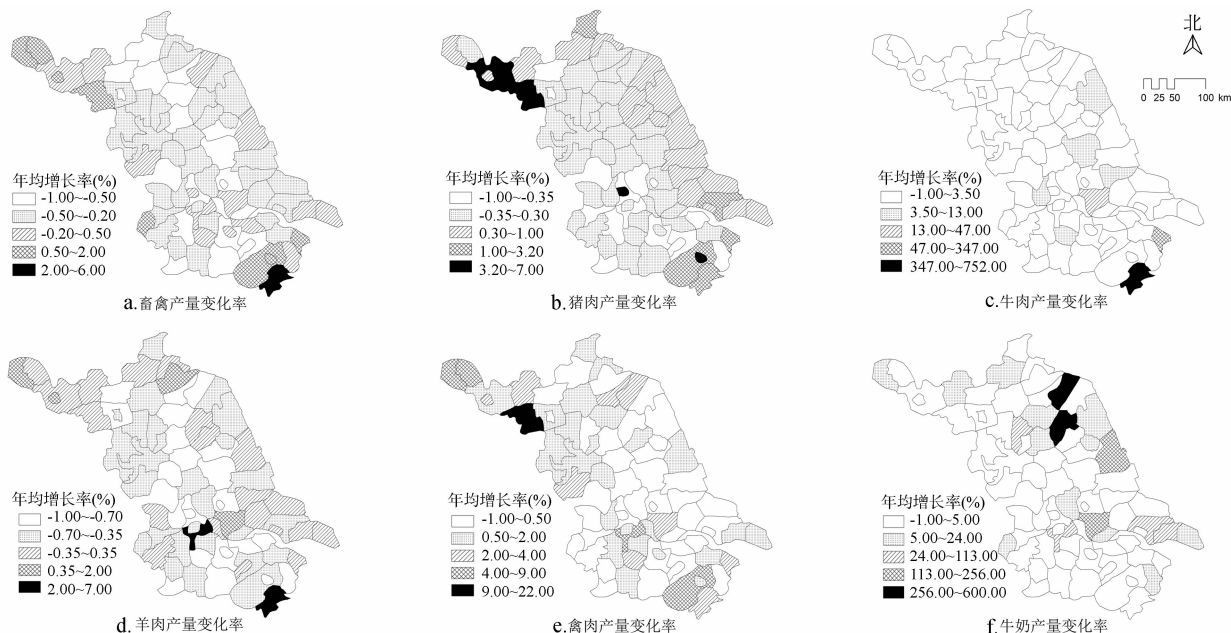 北
0 25 50 100 km
年均增长率(%)
-1.00~-0.50
-0.50~-0.20
-0.20~0.50
0.50~2.00
2.00~6.00
a.畜禽产量变化率
年均增长率(%)
-1.00~-0.35
-0.35~0.30
0.30~1.00
1.00~3.20
3.20~7.00
b.猪肉产量变化率
年均增长率(%)
-1.00~3.50
3.50~13.00
13.00~47.00
47.00~347.00
347.00~752.00
c.牛肉产量变化率
年均增长率(%)
-1.00~-0.70
-0.70~-0.35
-0.35~0.35
0.35~2.00
2.00~7.00
d.羊肉产量变化率
年均增长率(%)
-1.00~0.50
0.50~2.00
2.00~4.00
4.00~9.00
9.00~22.00
e.禽肉产量变化率
年均增长率(%)
-1.00~5.00
5.00~24.00
24.00~113.00
113.00~256.00
256.00~600.00
f.牛奶产量变化率